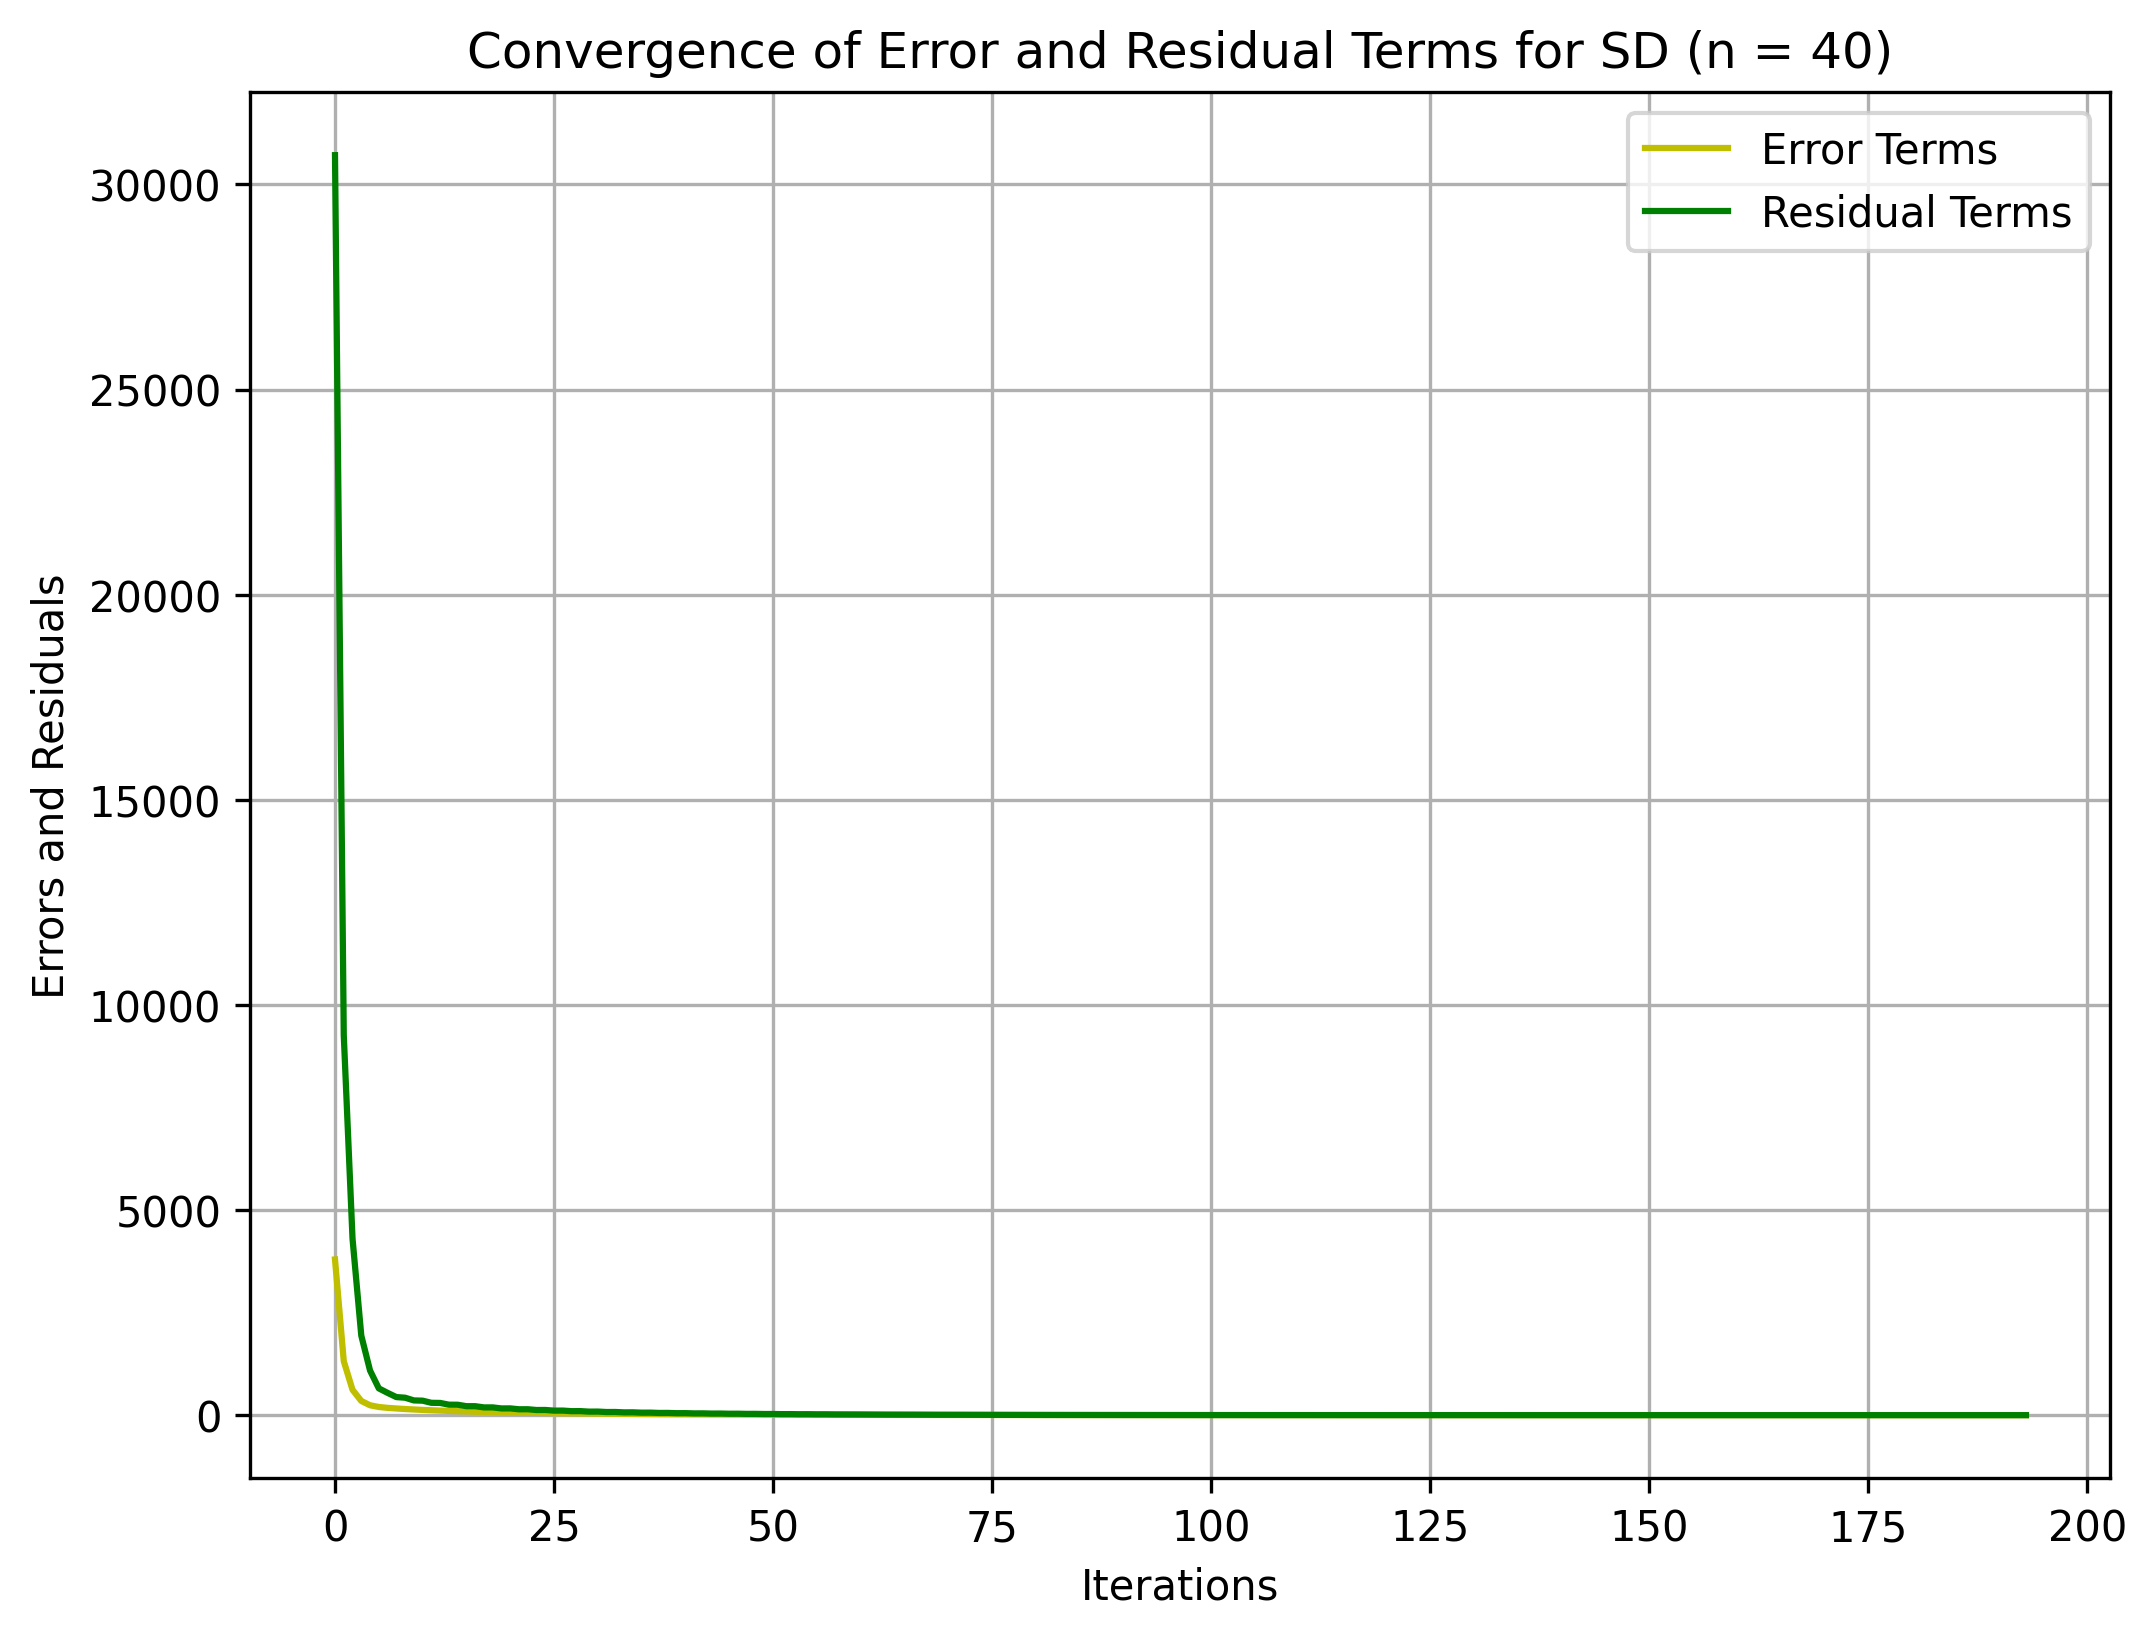 Convergence of Error and Residual Terms for SD (n = 40)
Error Terms
Residual Terms
30000
25000
20000
15000
10000
5000
0
Errors and Residuals
0 25 50 75 100 125 150 175 200
Iterations